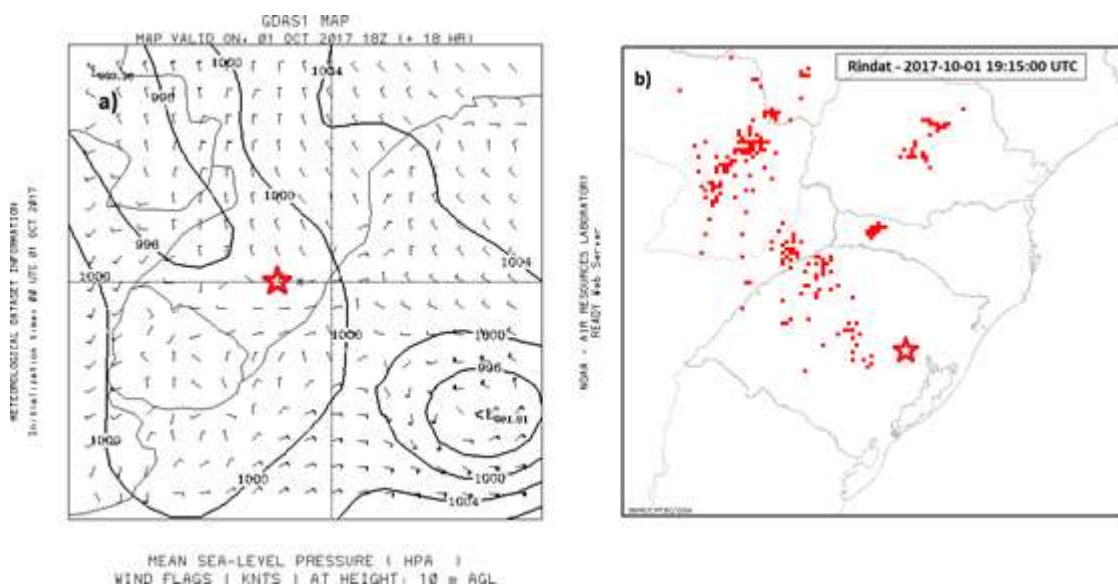 GDAS1 MAP
MAP VALID ON: 01 OCT 2017 18Z (+ 18 HR)
a)
1000
1004
996
1000
996
1000
1004
1000
1000
996
<L
1000
1000
1000
1004
METEOROLOGICAL DATASET INFORMATION
Initialization time: 00 UTC 01 OCT 2017
NOAA - AIR RESOURCES LABORATORY
READY Web Server
MEAN SEA-LEVEL PRESSURE ( HPA )
WIND FLAGS ( KNTS ) AT HEIGHT: 10 m AGL
b)
Rindat - 2017-10-01 19:15:00 UTC